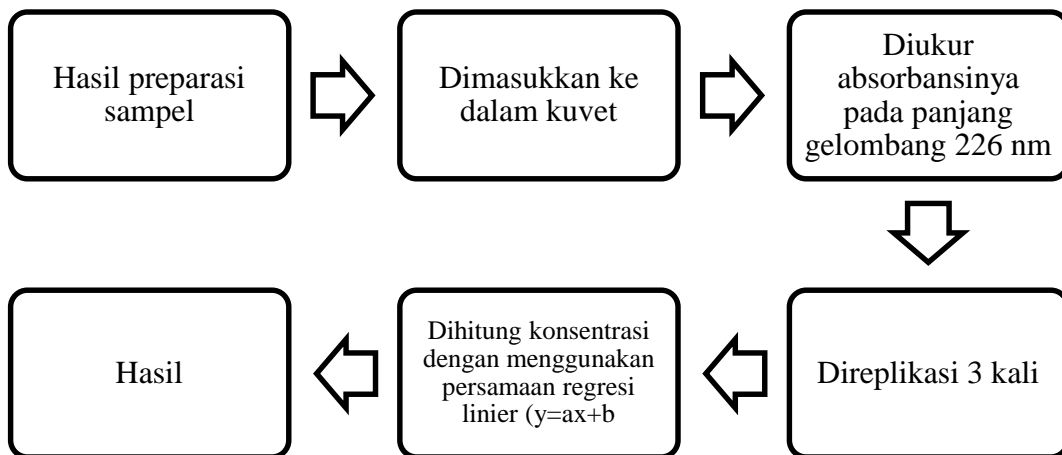 Hasil preparasi
sampel
Dimasukkan ke
dalam kuvet
Diukur
absorbansinya
pada panjang
gelombang 226 nm
Direplikasi 3 kali
Dihitung konsentrasi
dengan menggunakan
persamaan regresi
linier (y=ax+b
Hasil